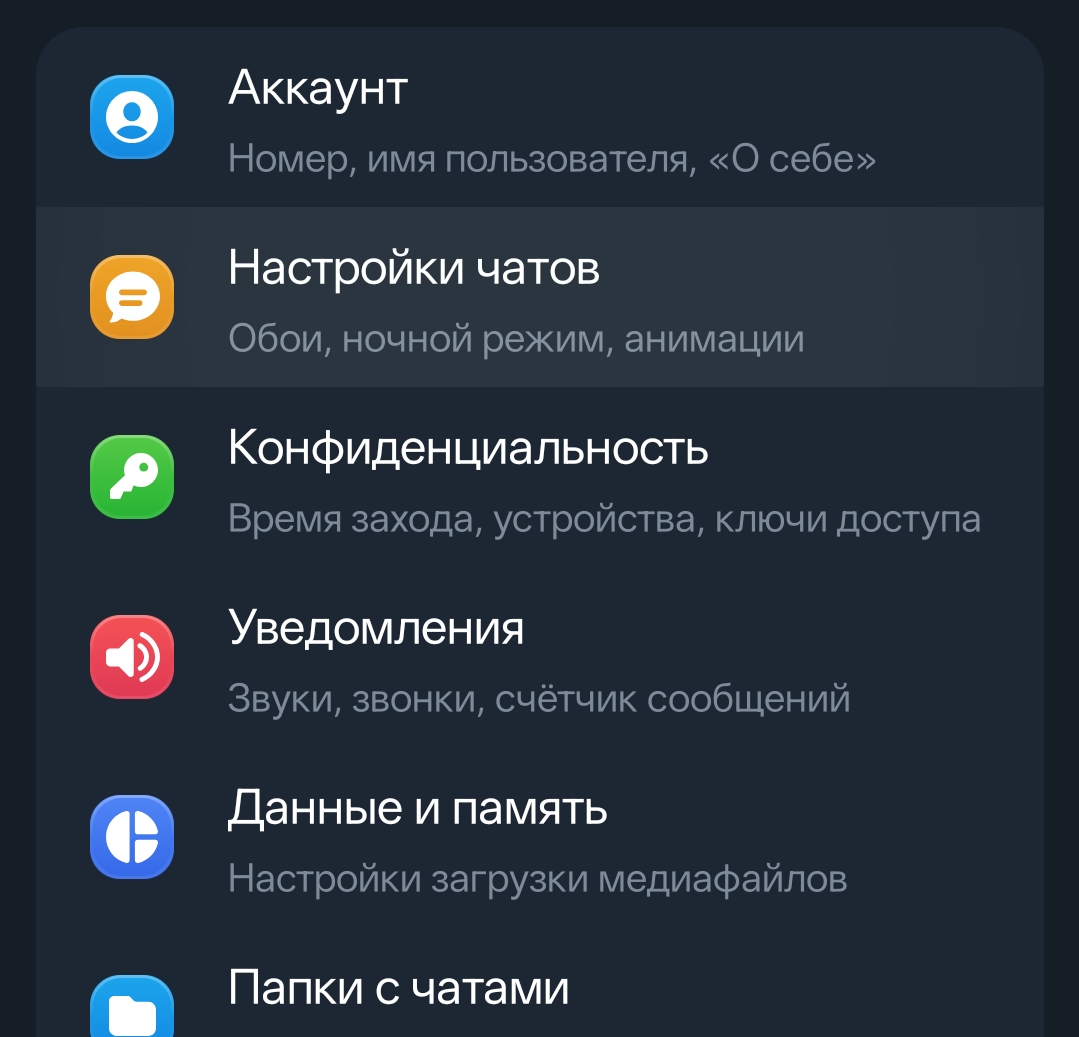 Аккаунт
Номер, имя пользователя, «О себе»
Настройки чатов
Обои, ночной режим, анимации
Конфиденциальность
Время захода, устройства, ключи доступа
Уведомления
Звуки, звонки, счётчик сообщений
Данные и память
Настройки загрузки медиафайлов
Папки с чатами